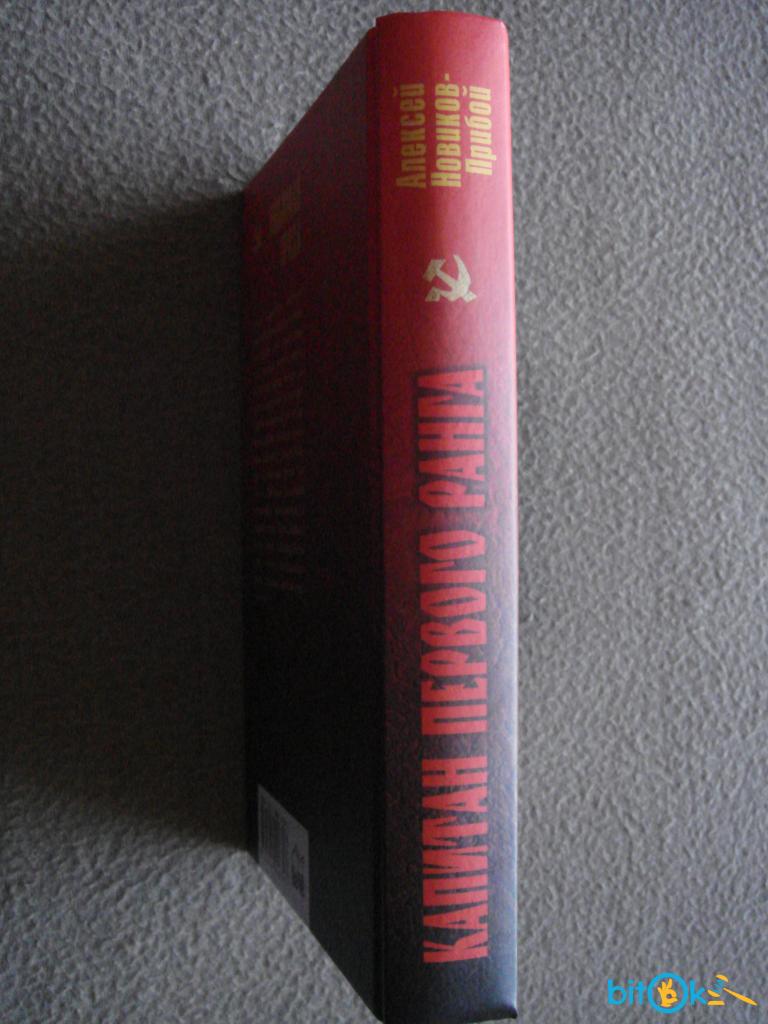 Алексей
Новиков-
Прибой
КАПИТАН ПЕРВОГО РАНГА
bitok